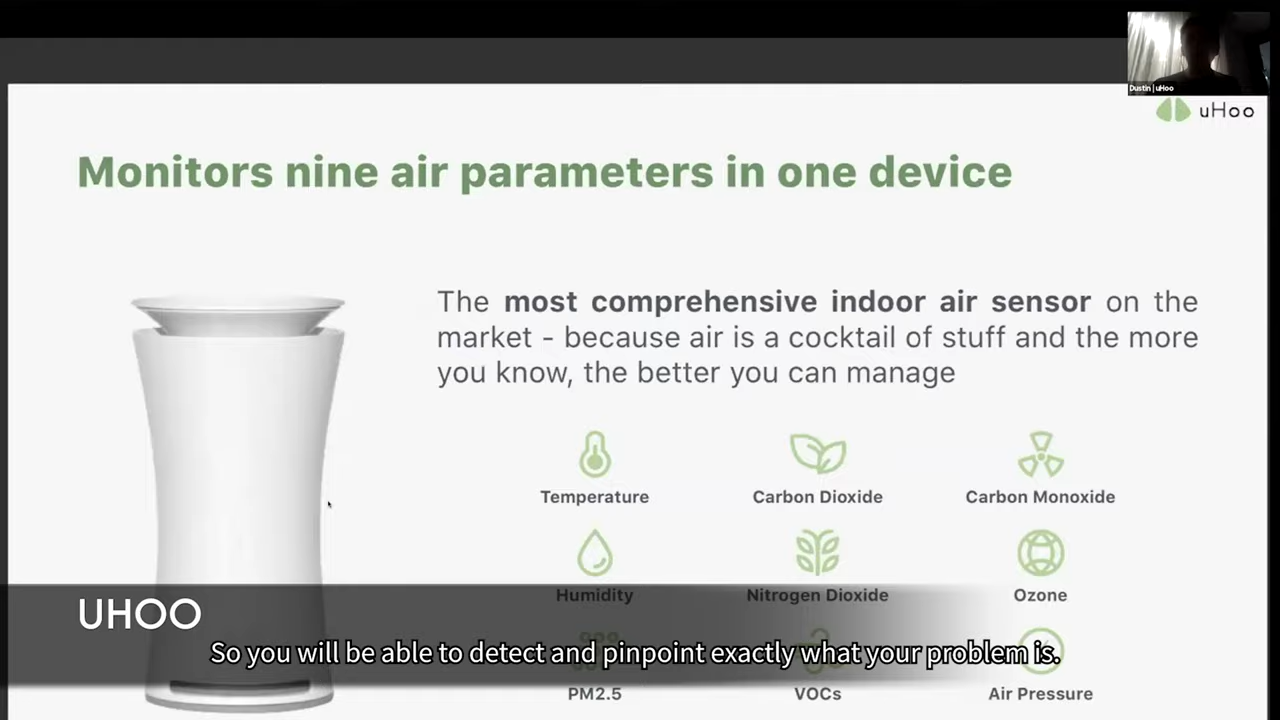 Dustin | uHoo
uHoo
Monitors nine air parameters in one device
The most comprehensive indoor air sensor on the
market - because air is a cocktail of stuff and the more
you know, the better you can manage
Temperature
Carbon Dioxide
Carbon Monoxide
Humidity
Nitrogen Dioxide
Ozone
UHOO
So you will be able to detect and pinpoint exactly what your problem is.
PM2.5
VOCs
Air Pressure